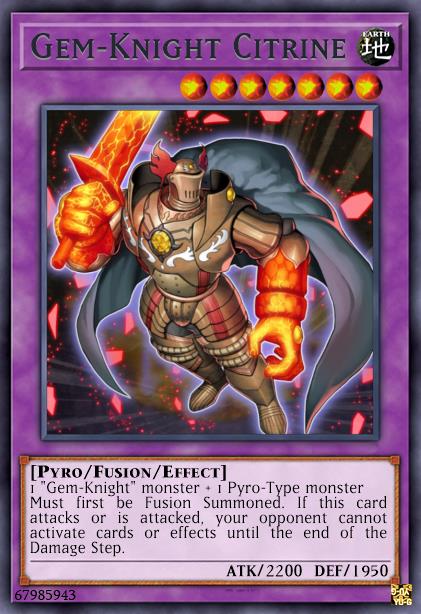 GEM-KNIGHT CITRINE
EARTH
地
[PYRO/FUSION/EFFECT]
1 "Gem-Knight" monster + 1 Pyro-Type monster
Must first be Fusion Summoned. If this card
attacks or is attacked, your opponent cannot
activate cards or effects until the end of the
Damage Step.
ATK/2200 DEF/1950
67985943